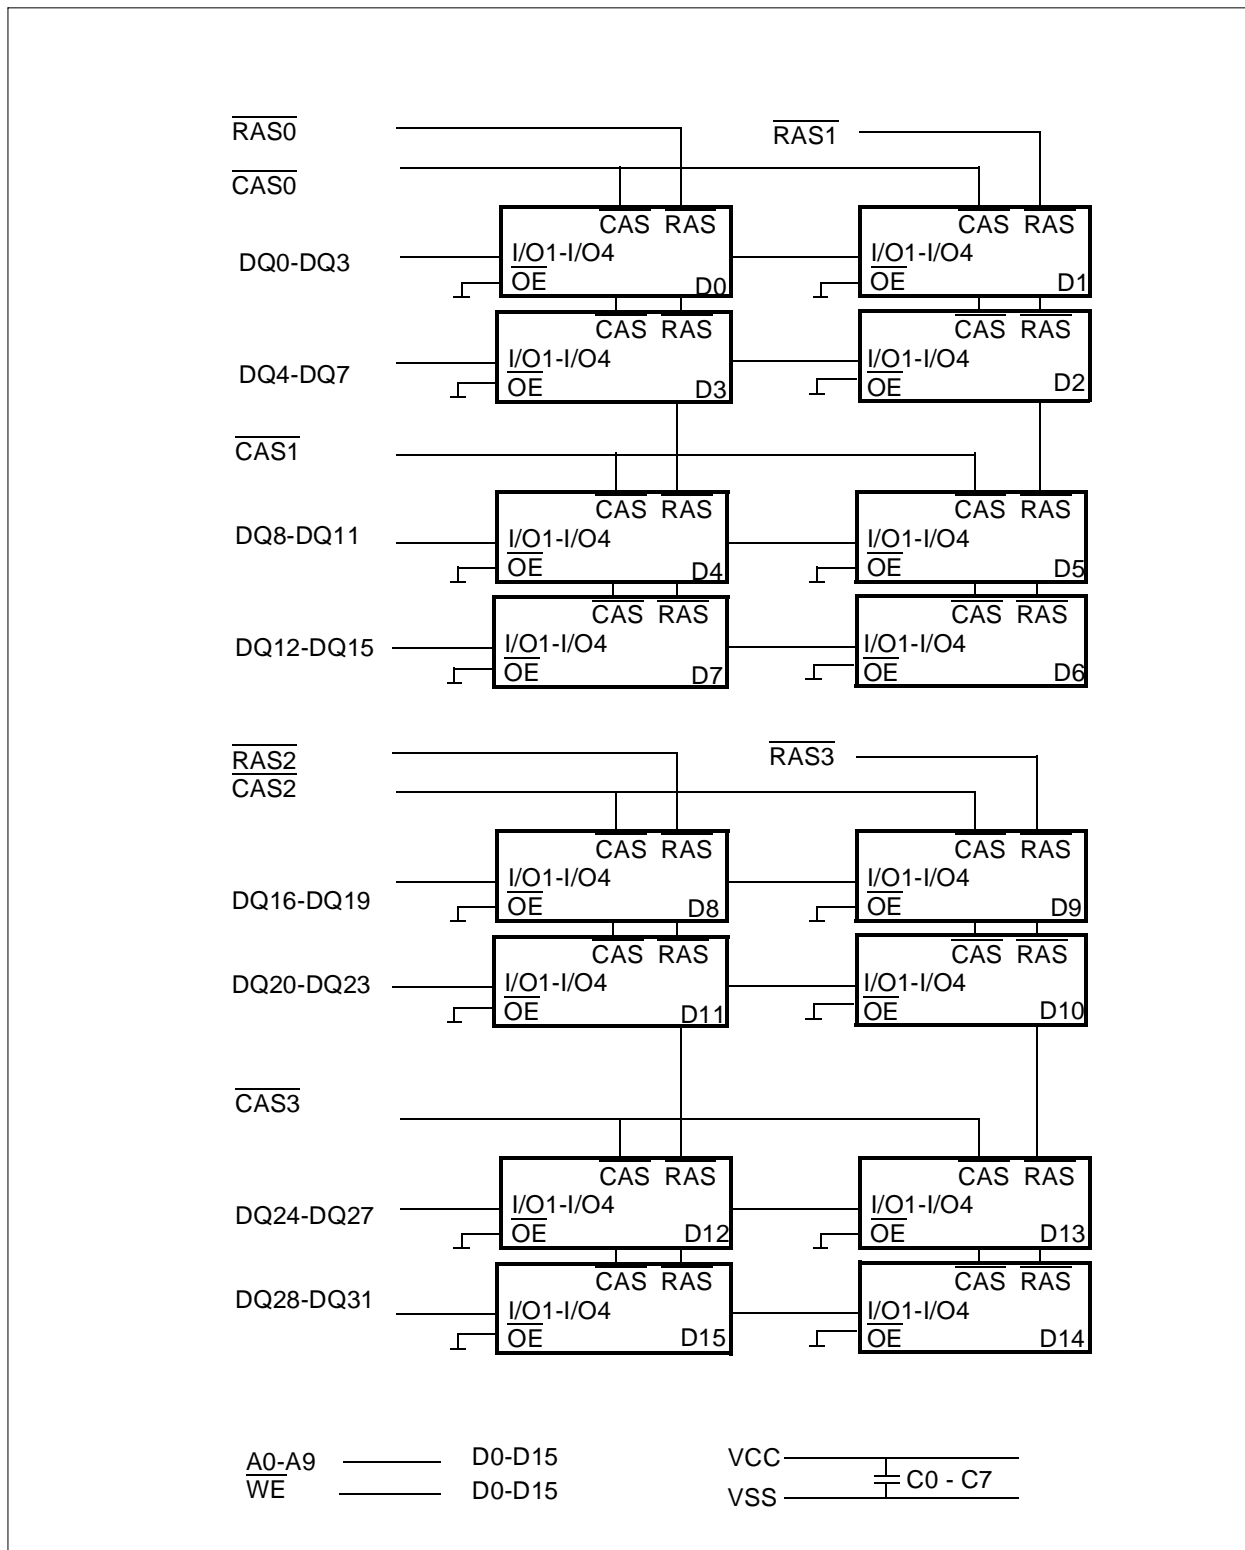 RAS0 RAS1
CAS0
CAS RAS CAS RAS
DQ0-DQ3 I/O1-I/O4 I/O1-I/O4
OE D0 OE D1
CAS RAS CAS RAS
DQ4-DQ7 I/O1-I/O4 I/O1-I/O4
OE D3 OE D2
CAS1
CAS RAS CAS RAS
DQ8-DQ11 I/O1-I/O4 I/O1-I/O4
OE D4 OE D5
CAS RAS CAS RAS
DQ12-DQ15 I/O1-I/O4 I/O1-I/O4
OE D7 OE D6
RAS2 RAS3
CAS2
CAS RAS CAS RAS
DQ16-DQ19 I/O1-I/O4 I/O1-I/O4
OE D8 OE D9
CAS RAS CAS RAS
DQ20-DQ23 I/O1-I/O4 I/O1-I/O4
OE D11 OE D10
CAS3
CAS RAS CAS RAS
DQ24-DQ27 I/O1-I/O4 I/O1-I/O4
OE D12 OE D13
CAS RAS CAS RAS
DQ28-DQ31 I/O1-I/O4 I/O1-I/O4
OE D15 OE D14
A0-A9 D0-D15 VCC
WE D0-D15 C0 - C7
VSS